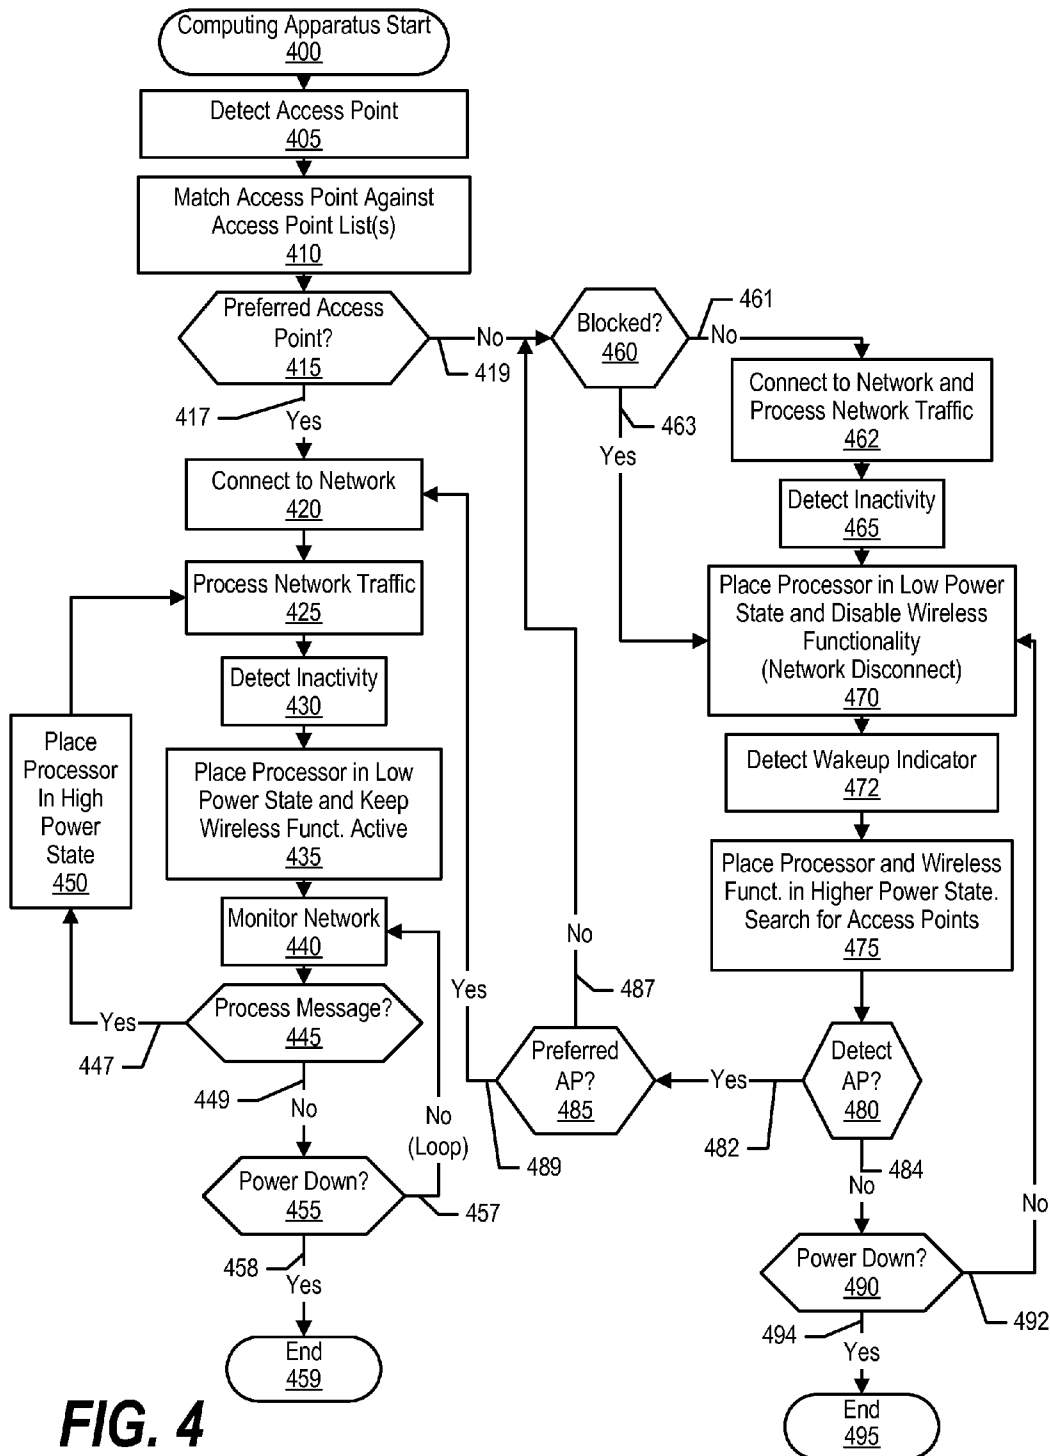 Computing Apparatus Start
400
Detect Access Point
405
Match Access Point Against
Access Point List(s)
410
Preferred Access
Point?
415
No
419
417
Yes
Blocked?
460
461
No
463
Yes
Connect to Network and
Process Network Traffic
462
Detect Inactivity
465
Connect to Network
420
Process Network Traffic
425
Detect Inactivity
430
Place Processor in Low
Power State and Keep
Wireless Funct. Active
435
Place
Processor
In High
Power
State
450
Monitor Network
440
Process Message?
445
Yes
447
449
No
No
(Loop)
Power Down?
455
457
458
Yes
End
459
Place Processor in Low Power
State and Disable Wireless
Functionality
(Network Disconnect)
470
Detect Wakeup Indicator
472
Place Processor and Wireless
Funct. in Higher Power State.
Search for Access Points
475
Detect
AP?
480
Yes
482
484
No
Preferred
AP?
485
No
487
Yes
489
Power Down?
490
No
492
494
Yes
End
495
FIG. 4